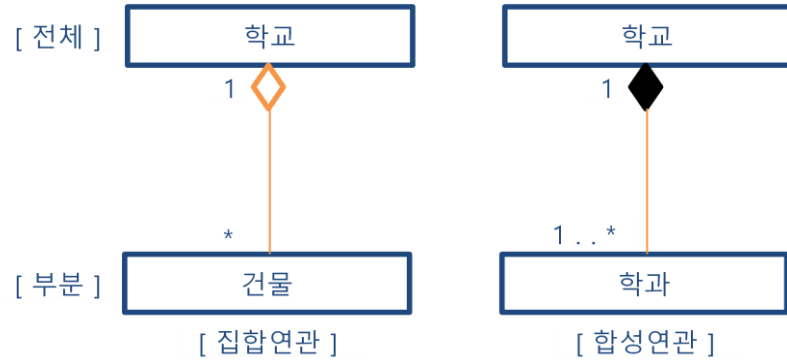 [ 전체 ] 학교 학교
1 1
* 1 . . *
[ 부분 ] 건물 학과
[ 집합연관 ] [ 합성연관 ]